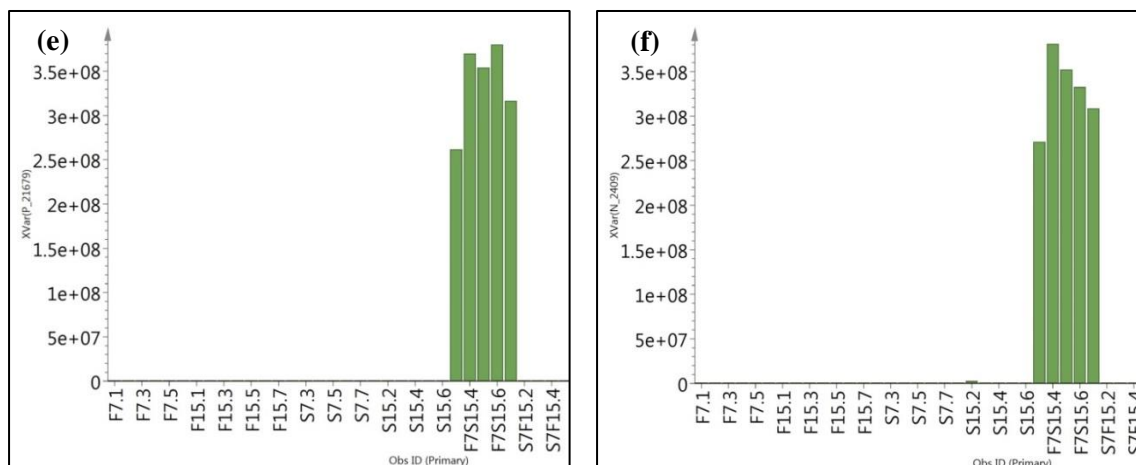 (e)
3.5e+08
3e+08
2.5e+08
2e+08
1.5e+08
1e+08
5e+07
0
XVar(P_21679)
F7.1
F7.3
F7.5
F15.1
F15.3
F15.5
F15.7
S7.3
S7.5
S7.7
S15.2
S15.4
S15.6
F7S15.4
F7S15.6
S7F15.2
S7F15.4
Obs ID (Primary)
(f)
3.5e+08
3e+08
2.5e+08
2e+08
1.5e+08
1e+08
5e+07
0
XVar(N_2409)
F7.1
F7.3
F7.5
F15.1
F15.3
F15.5
F15.7
S7.3
S7.5
S7.7
S15.2
S15.4
S15.6
F7S15.4
F7S15.6
S7F15.2
S7F15.4
Obs ID (Primary)